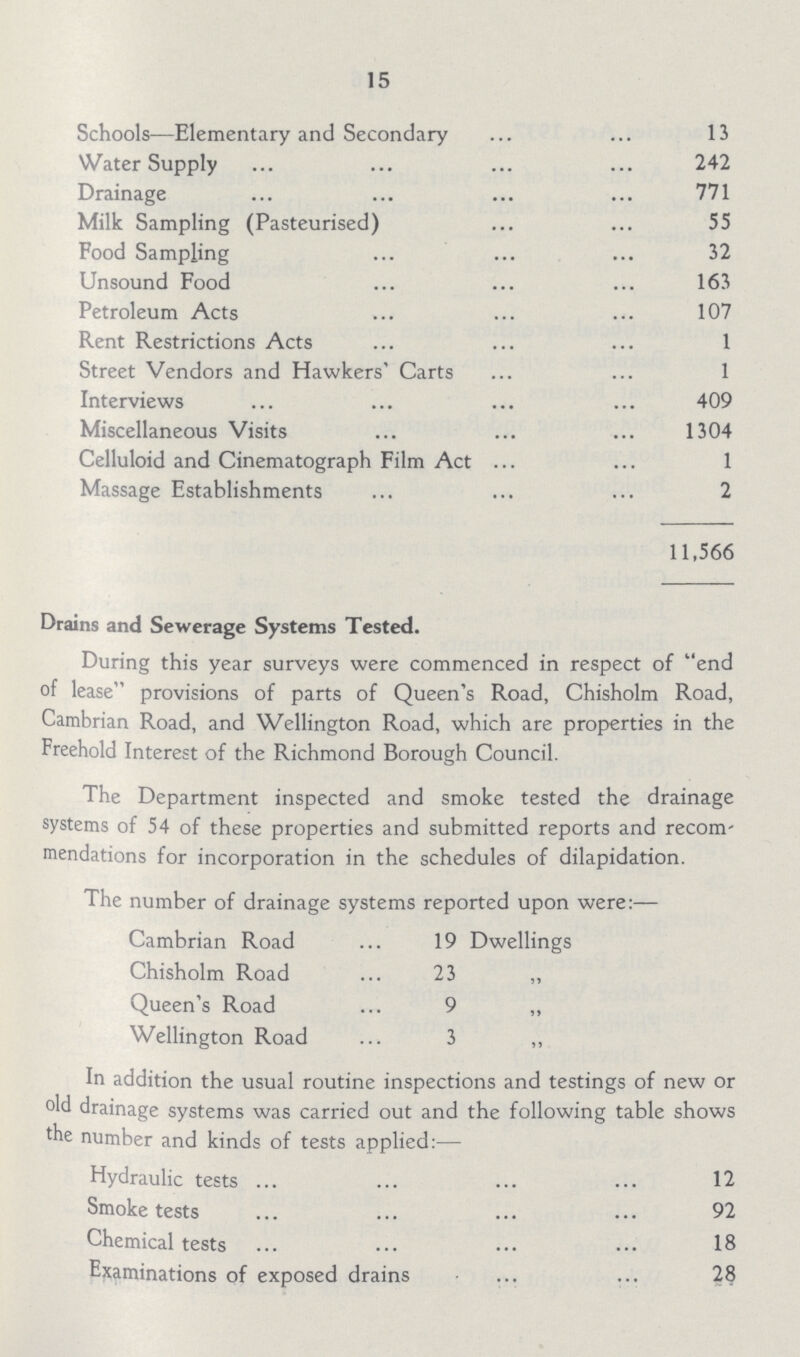 15
Schools—Elementary and Secondary ... ... 13
Water Supply ... ... ... ... 242
Drainage ... ... ... ... 771
Milk Sampling (Pasteurised) ... ... 55
Food Sampling ... ... ... 32
Unsound Food ... ... ... 163
Petroleum Acts ... ... ... 107
Rent Restrictions Acts ... ... ... 1
Street Vendors and Hawkers' Carts ... ... 1
Interviews ... ... ... ... 409
Miscellaneous Visits ... ... ... 1304
Celluloid and Cinematograph Film Act ... ... 1
Massage Establishments ... ... ... 2
11,566
Drains and Sewerage Systems Tested.
During this year surveys were commenced in respect of "end
of lease" provisions of parts of Queen's Road, Chisholm Road,
Cambrian Road, and Wellington Road, which are properties in the
Freehold Interest of the Richmond Borough Council.
The Department inspected and smoke tested the drainage
systems of 54 of these properties and submitted reports and recom-
mendations for incorporation in the schedules of dilapidation.
The number of drainage systems reported upon were:—
Cambrian Road ... 19 Dwellings
Chisholm Road ... 23 „
Queen's Road ... 9 „
Wellington Road ... 3 „
In addition the usual routine inspections and testings of new or
old drainage systems was carried out and the following table shows
the number and kinds of tests applied:—
Hydraulic tests ... ... ... ... 12
Smoke tests ... ... ... ... 92
Chemical tests ... ... ... ... 18
Examinations of exposed drains ... ... 28